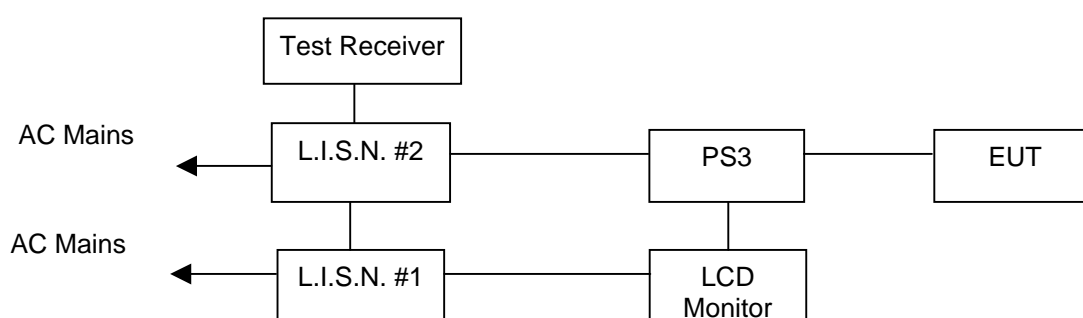 Test Receiver
AC Mains
L.I.S.N. #2
PS3
EUT
AC Mains
L.I.S.N. #1
LCD
Monitor